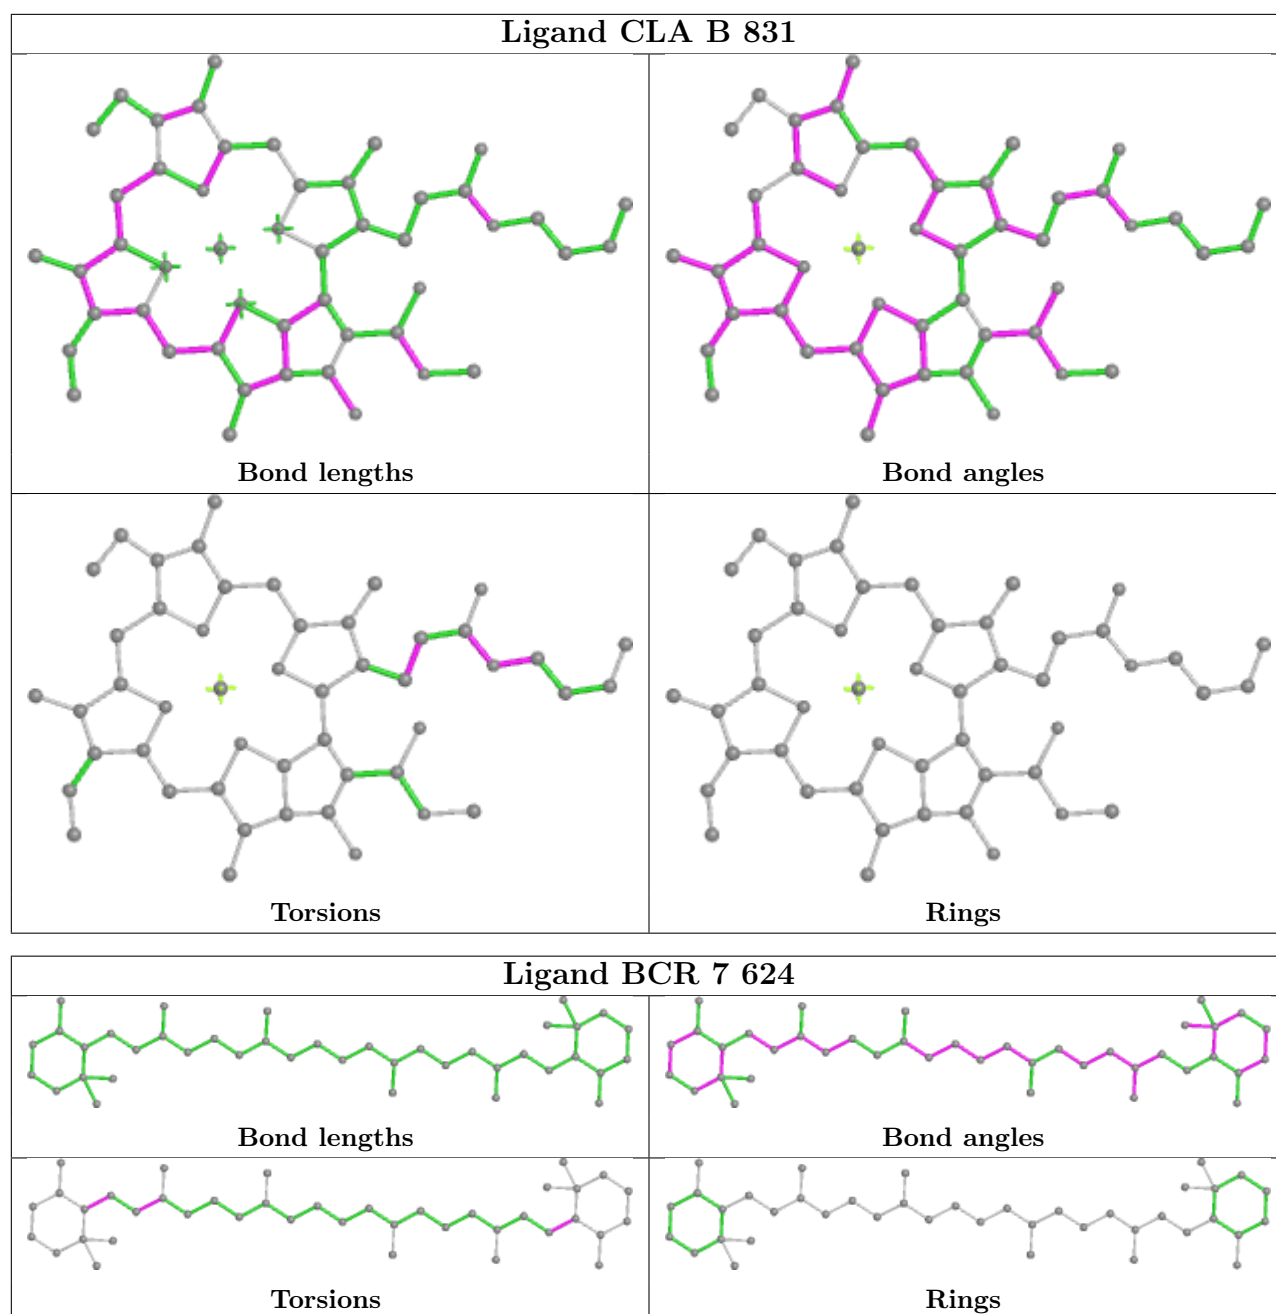 Ligand CLA B 831
Bond lengths
Bond angles
Torsions
Rings
Ligand BCR 7 624
Bond lengths
Bond angles
Torsions
Rings